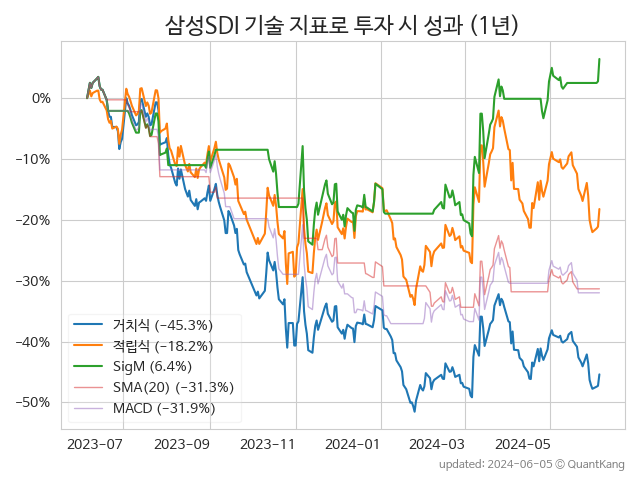 삼성SDI 기술 지표로 투자 시 성과 (1년)
0%
−10%
−20%
−30%
−40%
−50%
거치식 (−45.3%)
적립식 (−18.2%)
SigM (6.4%)
SMA(20) (−31.3%)
MACD (−31.9%)
2023−07 2023−09 2023−11 2024−01 2024−03 2024−05
updated: 2024−06−05 ⓒ QuantKang